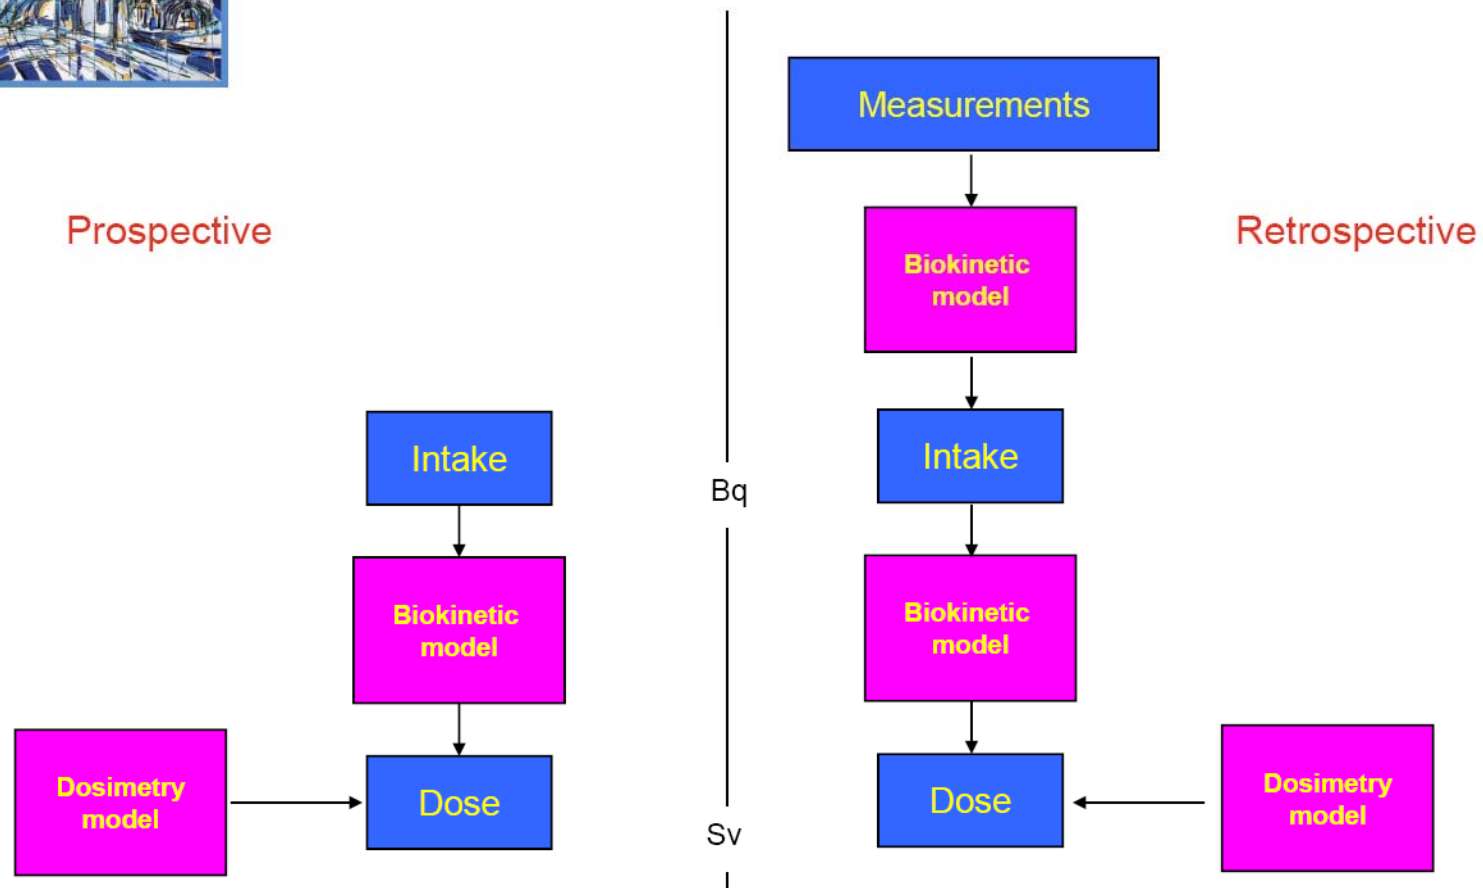 Prospective
Intake
Biokinetic
model
Dosimetry
model
Dose
Bq
Sv
Retrospective
Measurements
Biokinetic
model
Intake
Biokinetic
model
Dose
Dosimetry
model